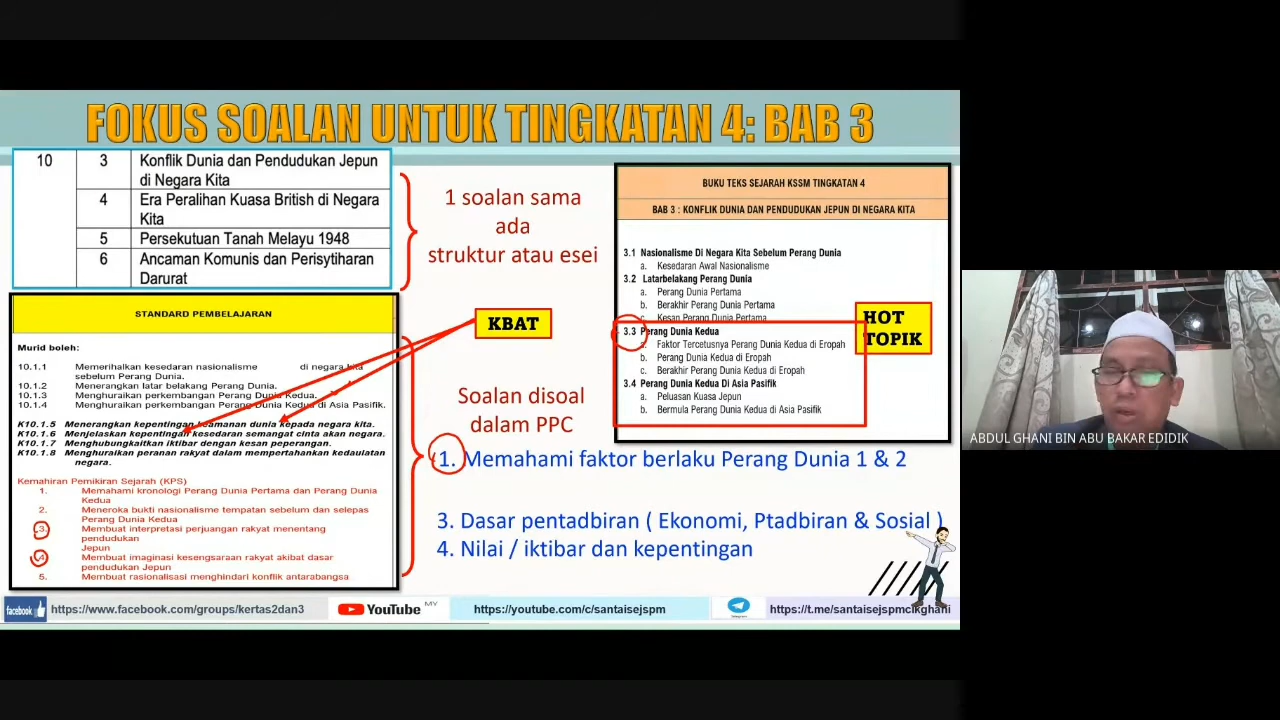 FOKUS SOALAN UNTUK TINGKATAN 4: BAB 3
10 3 Konflik Dunia dan Pendudukan Jepun
di Negara Kita
4 Era Peralihan Kuasa British di Negara
Kita
5 Persekutuan Tanah Melayu 1948
6 Ancaman Komunis dan Perisytiharan
Darurat
1 soalan sama
ada
struktur atau esei
STANDARD PEMBELAJARAN
Murid boleh:
10.1.1 Memerihalkan kesedaran nasionalisme di negara kita
sebelum Perang Dunia.
10.1.2 Menerangkan latar belakang Perang Dunia.
10.1.3 Menghuraikan perkembangan Perang Dunia Kedua.
10.1.4 Menghuraikan perkembangan Perang Dunia Kedua di Asia Pasifik.
K10.1.5 Menerangkan kepentingan keamanan dunia kepada negara kita.
K10.1.6 Menjelaskan kepentingan kesedaran semangat cinta akan negara.
K10.1.7 Menghubungkaitkan iktibar dengan kesan peperangan.
K10.1.8 Menghuraikan peranan rakyat dalam mempertahankan kedaulatan
negara.
Kemahiran Pemikiran Sejarah (KPS)
1. Memahami kronologi Perang Dunia Pertama dan Perang Dunia
Kedua
2. Meneroka bukti nasionalisme tempatan sebelum dan selepas
Perang Dunia Kedua
3. Membuat interpretasi perjuangan rakyat menentang
pendudukan
Jepun
4. Membuat imaginasi kesengsaraan rakyat akibat dasar
pendudukan Jepun
5. Membuat rasionalisasi menghindari konflik antarabangsa
KBAT
Soalan disoal
dalam PPC
1. Memahami faktor berlaku Perang Dunia 1 & 2
3. Dasar pentadbiran ( Ekonomi, Ptadbiran & Sosial )
4. Nilai / iktibar dan kepentingan
BUKU TEKS SEJARAH KSSM TINGKATAN 4
BAB 3 : KONFLIK DUNIA DAN PENDUDUKAN JEPUN DI NEGARA KITA
3.1 Nasionalisme Di Negara Kita Sebelum Perang Dunia
a. Kesedaran Awal Nasionalisme
3.2 Latarbelakang Perang Dunia
a. Perang Dunia Pertama
b. Berakhir Perang Dunia Pertama
c. Kesan Perang Dunia Pertama
3.3 Perang Dunia Kedua
a. Faktor Tercetusnya Perang Dunia Kedua di Eropah
b. Perang Dunia Kedua di Eropah
c. Berakhir Perang Dunia Kedua di Eropah
3.4 Perang Dunia Kedua Di Asia Pasifik
a. Peluasan Kuasa Jepun
b. Bermula Perang Dunia Kedua di Asia Pasifik
HOT
TOPIK
ABDUL GHANI BIN ABU BAKAR EDIDIK
facebook https://www.facebook.com/groups/kertas2dan3 YouTube MY https://youtube.com/c/santaisejspm Telegram https://t.me/santaisejspmcikghani